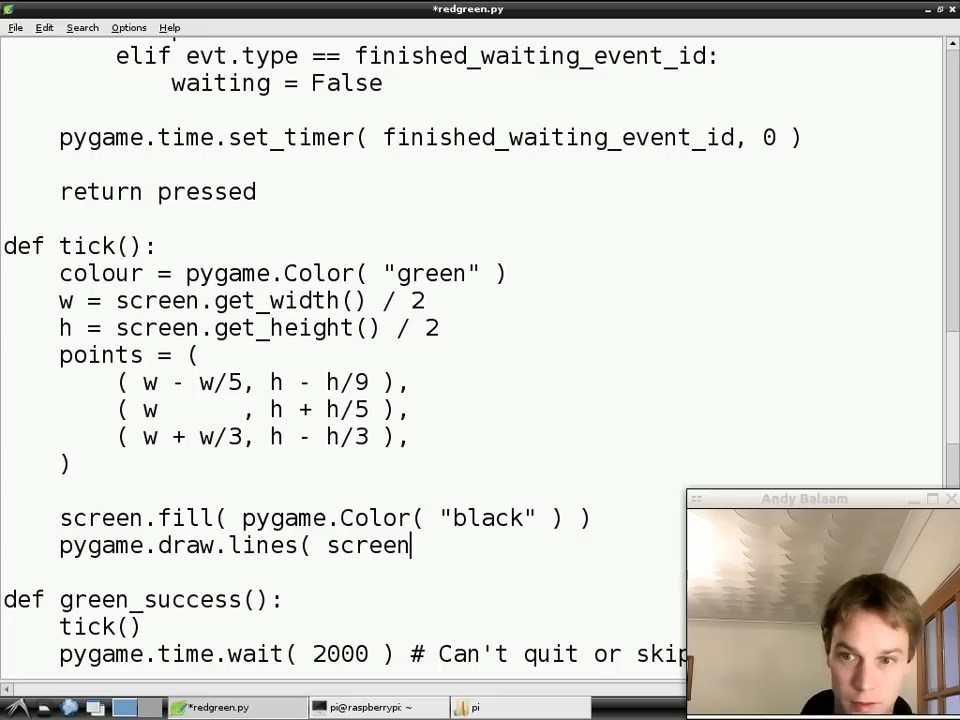 *redgreen.py
File Edit Search Options Help
elif evt.type == finished_waiting_event_id:
waiting = False
pygame.time.set_timer( finished_waiting_event_id, 0 )
return pressed
def tick():
colour = pygame.Color( "green" )
w = screen.get_width() / 2
h = screen.get_height() / 2
points = (
( w - w/5, h - h/9 ),
( w , h + h/5 ),
( w + w/3, h - h/3 ),
)
screen.fill( pygame.Color( "black" ) )
pygame.draw.lines( screen
def green_success():
tick()
pygame.time.wait( 2000 ) # Can't quit or skip
Andy Balaam
*redgreen.py
pi@raspberrypi: ~
pi